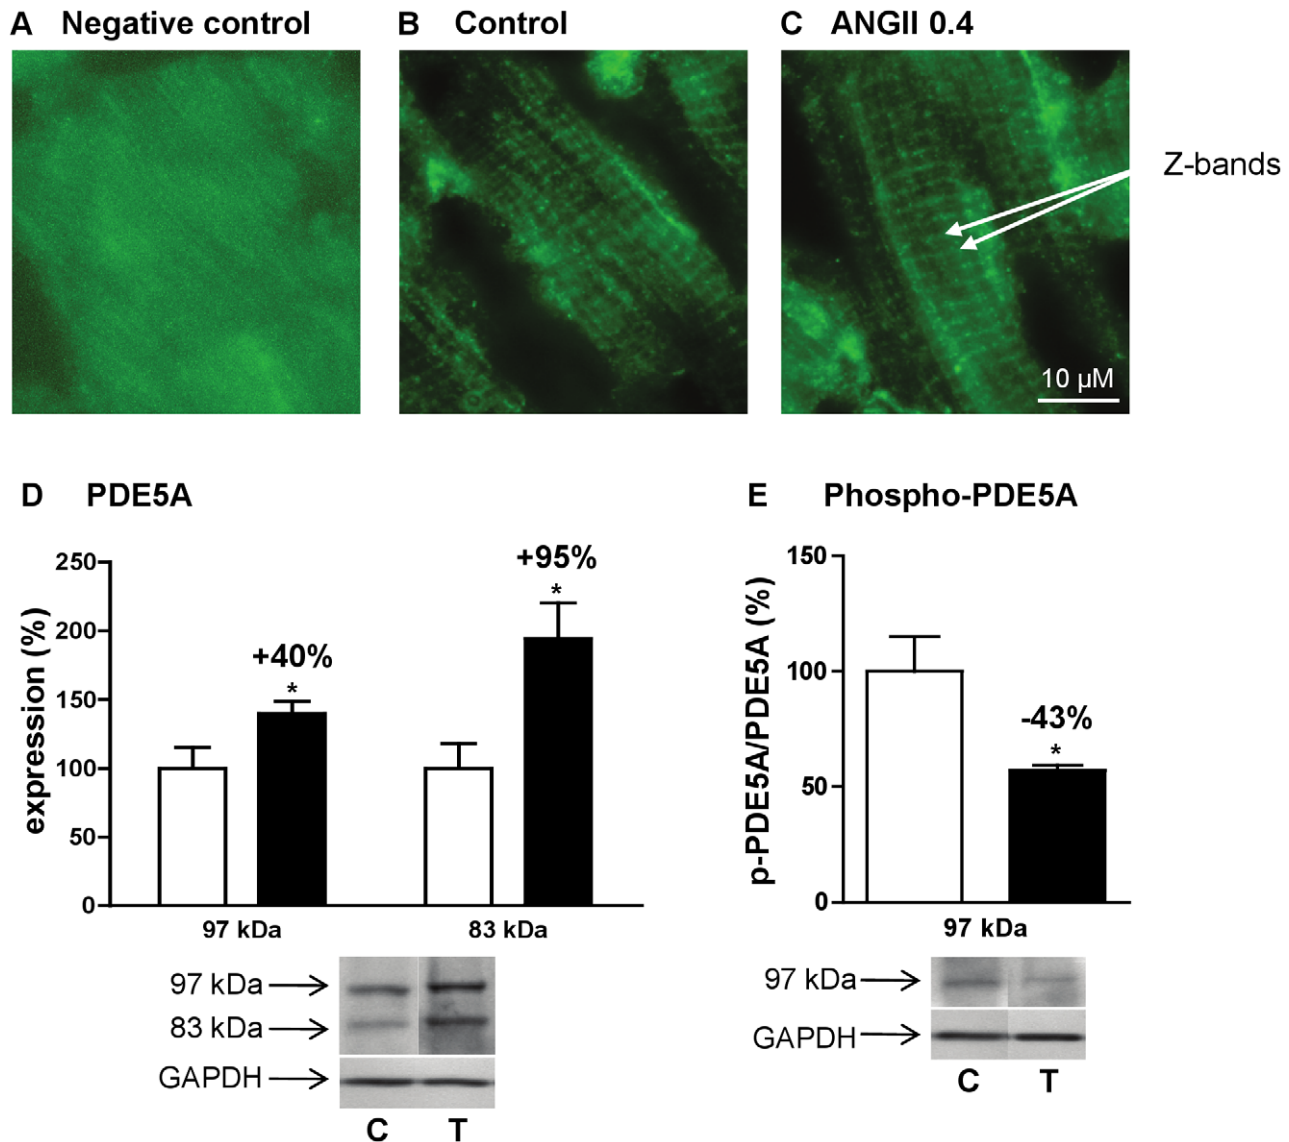 A Negative control
B Control
C ANGII 0.4
Z-bands
10 µM
D PDE5A
expression (%)
250
200
150
100
50
0
+40%
*
+95%
*
97 kDa
83 kDa
97 kDa
83 kDa
GAPDH
C T
E Phospho-PDE5A
p-PDE5A/PDE5A (%)
150
100
50
0
-43%
*
97 kDa
97 kDa
GAPDH
C T